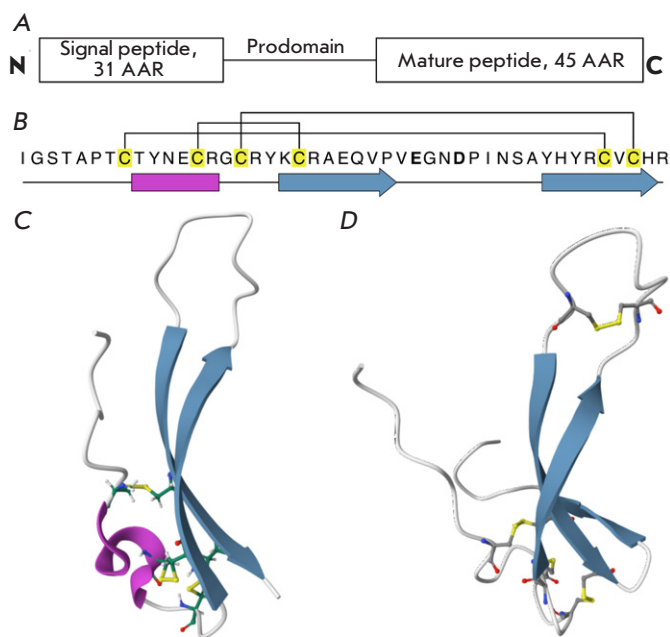 A
N
Signal peptide,
31 AAR
Prodomain
Mature peptide, 45 AAR
C
B
IGSTAPTCTYNECRGCRYKCRAEQVPVEGNDPINSAYHYRCVCHR
C
D